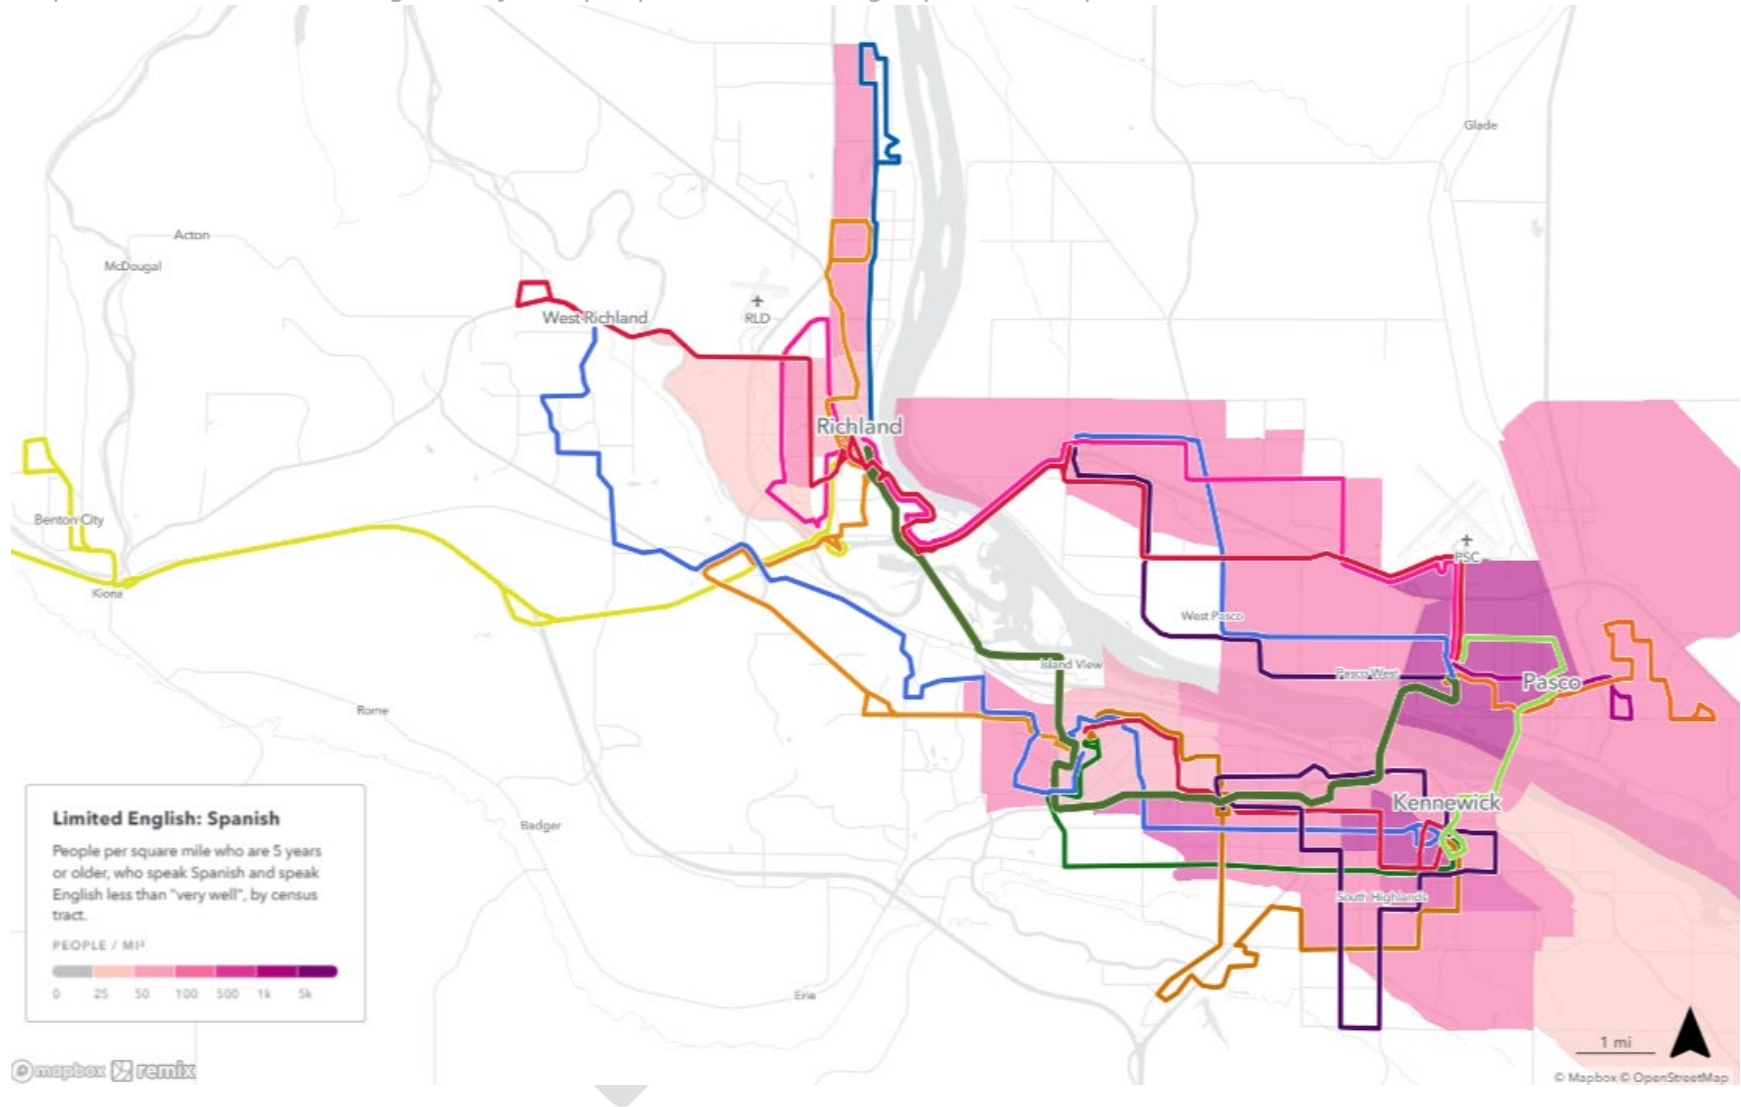 Glade
Acton
McDougal
RLD
West Richland
Richland
Benton City
PSC
Kiona
West Pasco
Island View
Pasco West
Pasco
Rome
Kennewick
Badger
South Highlands
Erie
Limited English: Spanish
People per square mile who are 5 years
or older, who speak Spanish and speak
English less than "very well", by census
tract.
PEOPLE / MI²
0 25 50 100 500 1k 5k
1 mi
mapbox remix
© Mapbox © OpenStreetMap